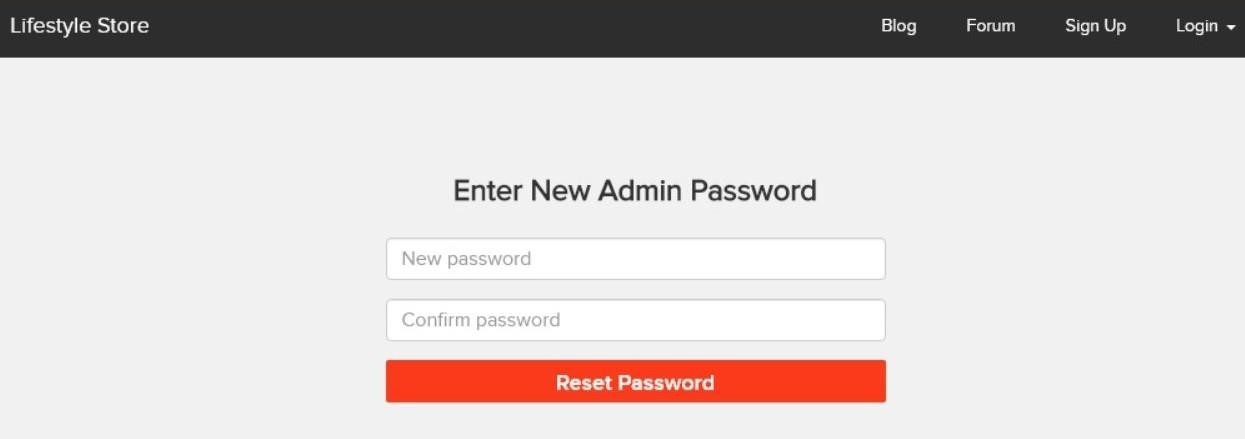 Lifestyle Store Blog Forum Sign Up Login
Enter New Admin Password
New password
Confirm password
Reset Password